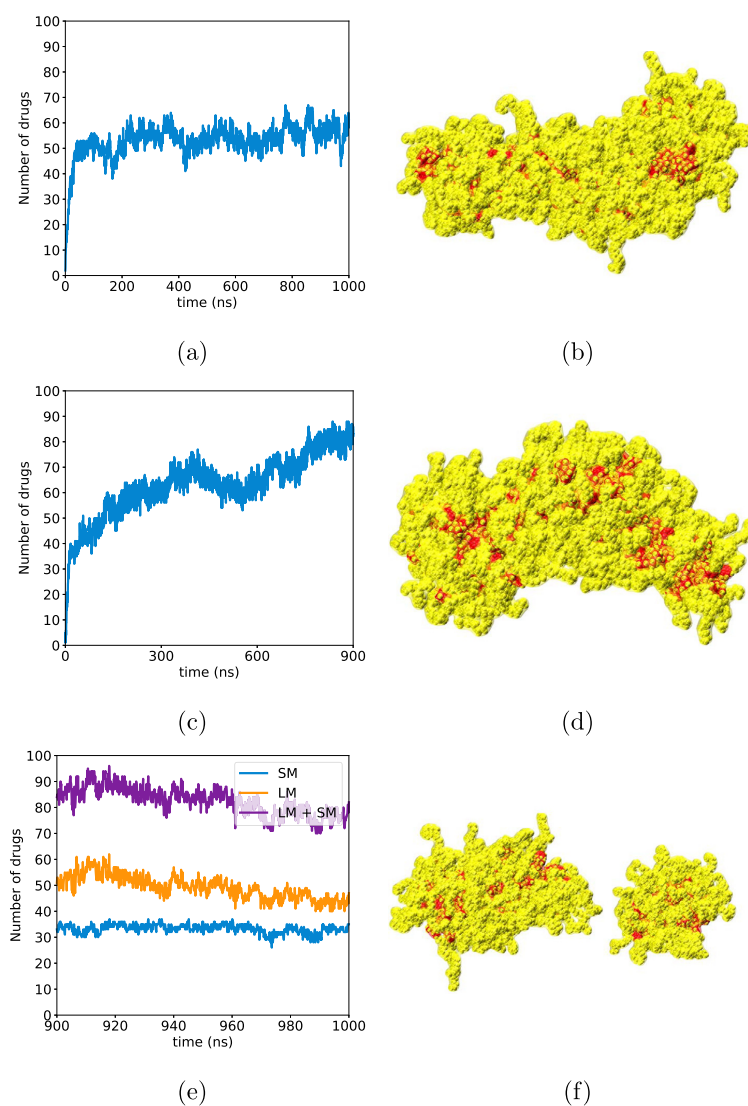 100
90
80
70
60
50
40
30
20
10
0
Number of drugs
0 200 400 600 800 1000
time (ns)
(a)
(b)
100
90
80
70
60
50
40
30
20
10
0
Number of drugs
0 300 600 900
time (ns)
(c)
(d)
100
90
80
70
60
50
40
30
20
10
0
Number of drugs
SM
LM
LM + SM
900 920 940 960 980 1000
time (ns)
(e)
(f)